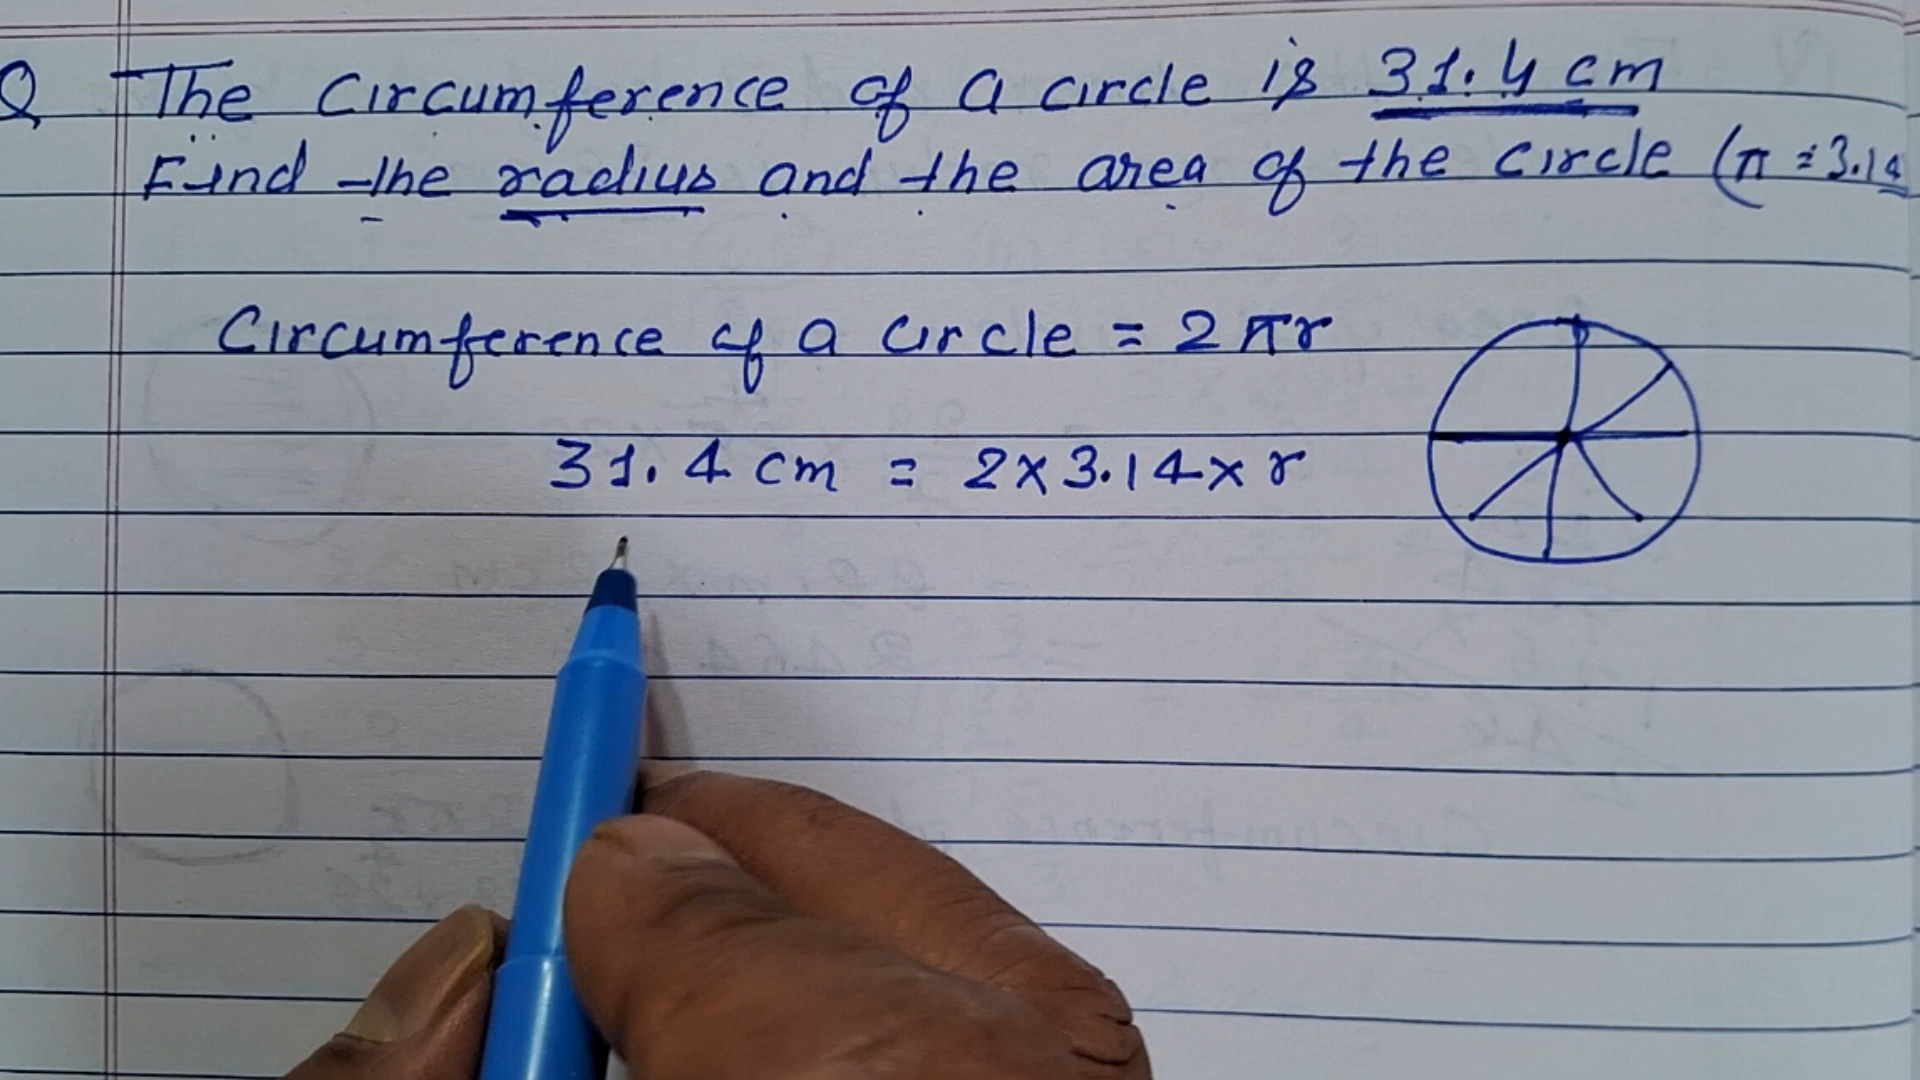 Q The Circumference of a circle is 31.4 cm
Find the radius and the area of the circle (π = 3.14
Circumference of a circle = 2πr
31.4 cm = 2×3.14×r